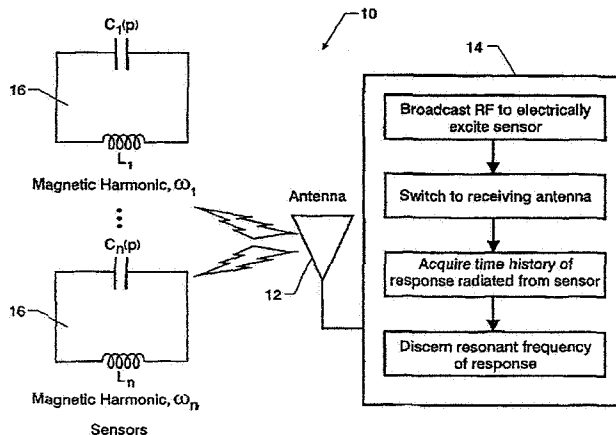 10
C₁(p)
16
L₁
Magnetic Harmonic, ω₁
Cₙ(p)
16
Lₙ
Magnetic Harmonic, ωₙ
Sensors
Antenna
12
14
Broadcast RF to electrically
excite sensor
Switch to receiving antenna
Acquire time history of
response radiated from sensor
Discern resonant frequency
of response